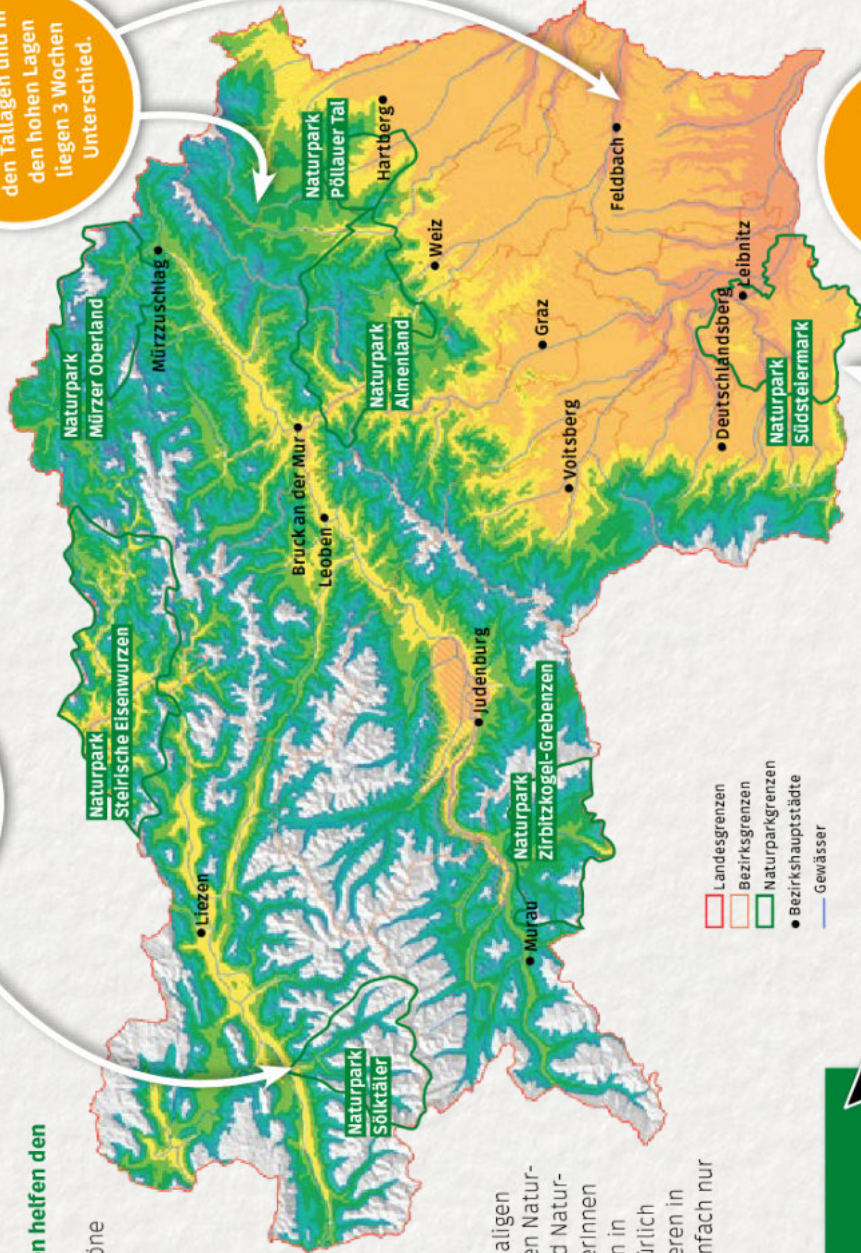 den Tallagen und in
den hohen Lagen
liegen 3 Wochen
Unterschied.
en helfen den
öne
aligen
en Natur-
d Natur-
erInnen
n in
ürlich
eren in
nfach nur
Naturpark
Mürzer Oberland
Mürzzuschlag
Naturpark
Pöllauer Tal
Hartberg
Naturpark
Steirische Eisenwurzen
Liezen
Bruck an der Mur
Leoben
Naturpark
Almenland
Weiz
Graz
Feldbach
Voitsberg
Deutschlandsberg
Leibnitz
Naturpark
Südsteiermark
Judenburg
Naturpark
Zirbitzkogel-Grebenzen
Murau
Naturpark
Sölktäler
Landesgrenzen
Bezirksgrenzen
Naturparkgrenzen
Bezirkshauptstädte
Gewässer